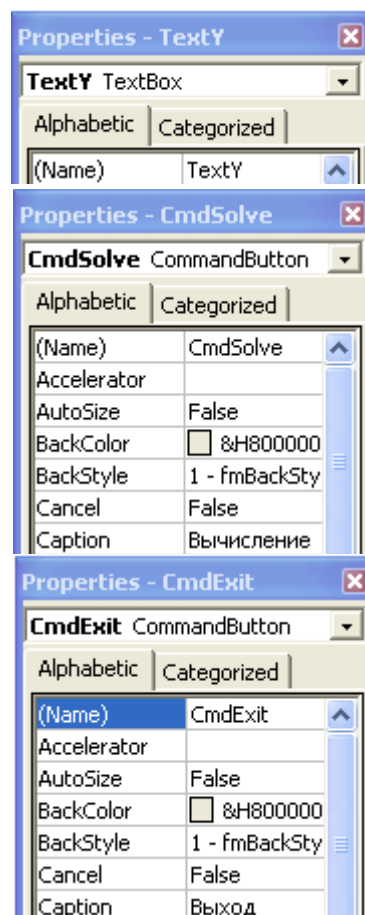 Properties - TextY
TextY TextBox
Alphabetic Categorized
(Name) TextY
Properties - CmdSolve
CmdSolve CommandButton
Alphabetic Categorized
(Name) CmdSolve
Accelerator
AutoSize False
BackColor &H800000
BackStyle 1 - fmBackSty
Cancel False
Caption Вычисление
Properties - CmdExit
CmdExit CommandButton
Alphabetic Categorized
(Name) CmdExit
Accelerator
AutoSize False
BackColor &H800000
BackStyle 1 - fmBackSty
Cancel False
Caption Выход